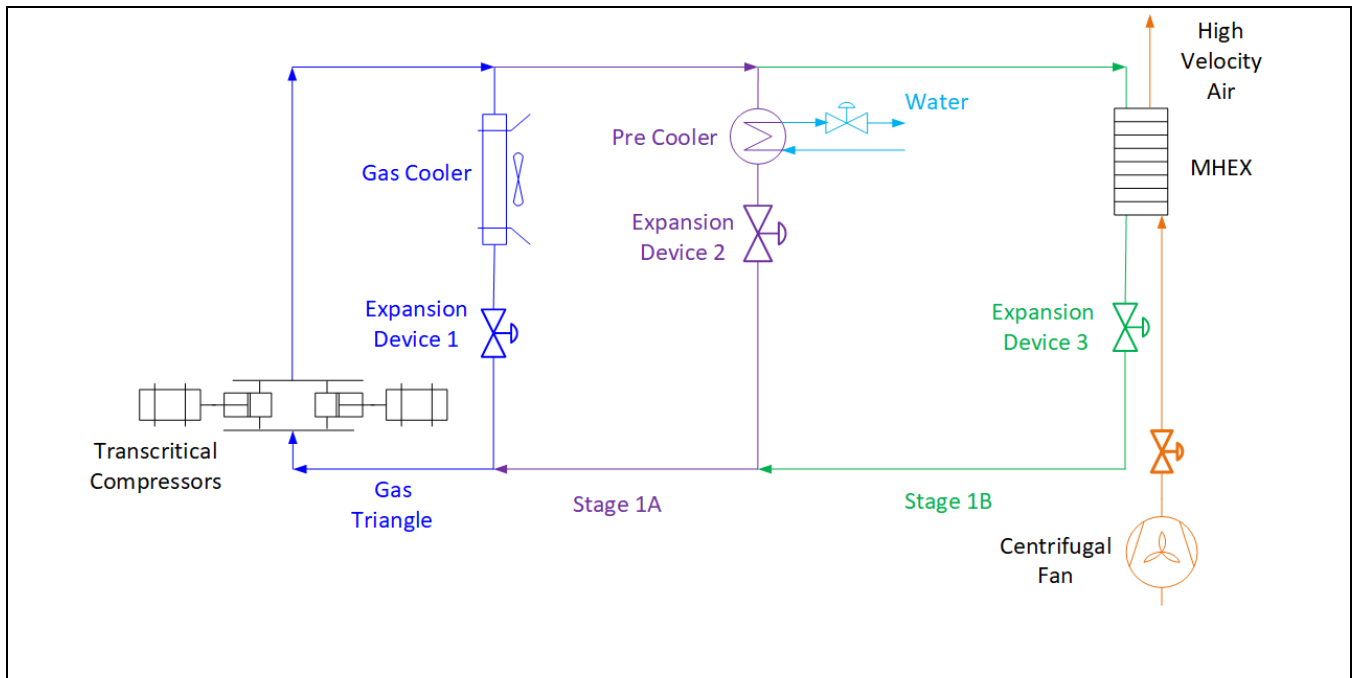 High
Velocity
Air
Water
Pre Cooler
Gas Cooler
MHEX
Expansion
Device 2
Expansion
Device 1
Expansion
Device 3
Transcritical
Compressors
Gas
Triangle
Stage 1A
Stage 1B
Centrifugal
Fan